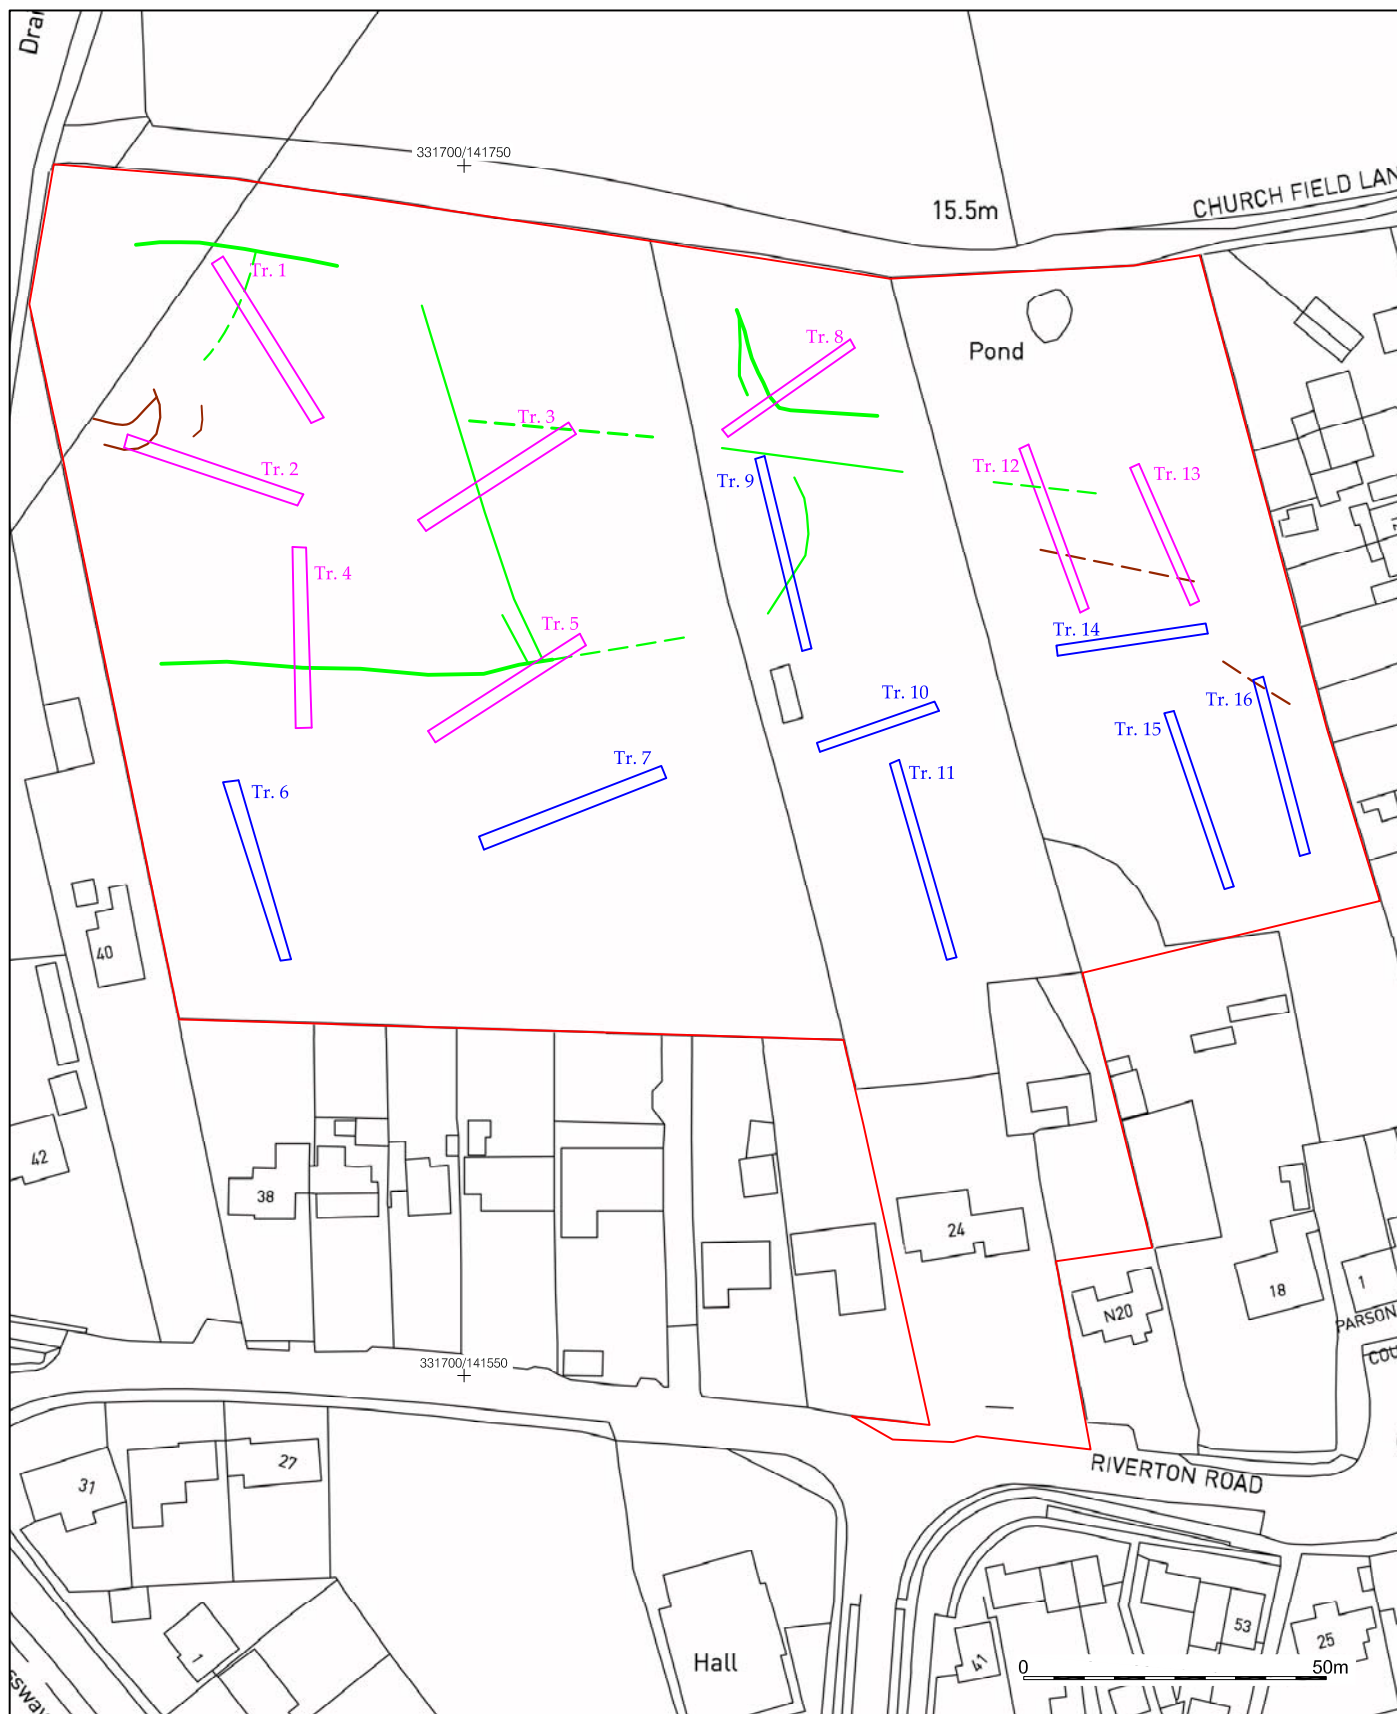 331700/141750
15.5m
Tr. 1
Pond
Tr. 8
Tr. 3
Tr. 2
Tr. 12
Tr. 13
Tr. 9
Tr. 4
Tr. 5
Tr. 14
Tr. 10
Tr. 16
Tr. 15
Tr. 7
Tr. 11
Tr. 6
40
42
38
24
N20
18
1
331700/141550
RIVERTON ROAD
31
27
53
25
41
1
Hall
0 50m
CHURCH FIELD LAN
PARSON
COU
Drai
ssway